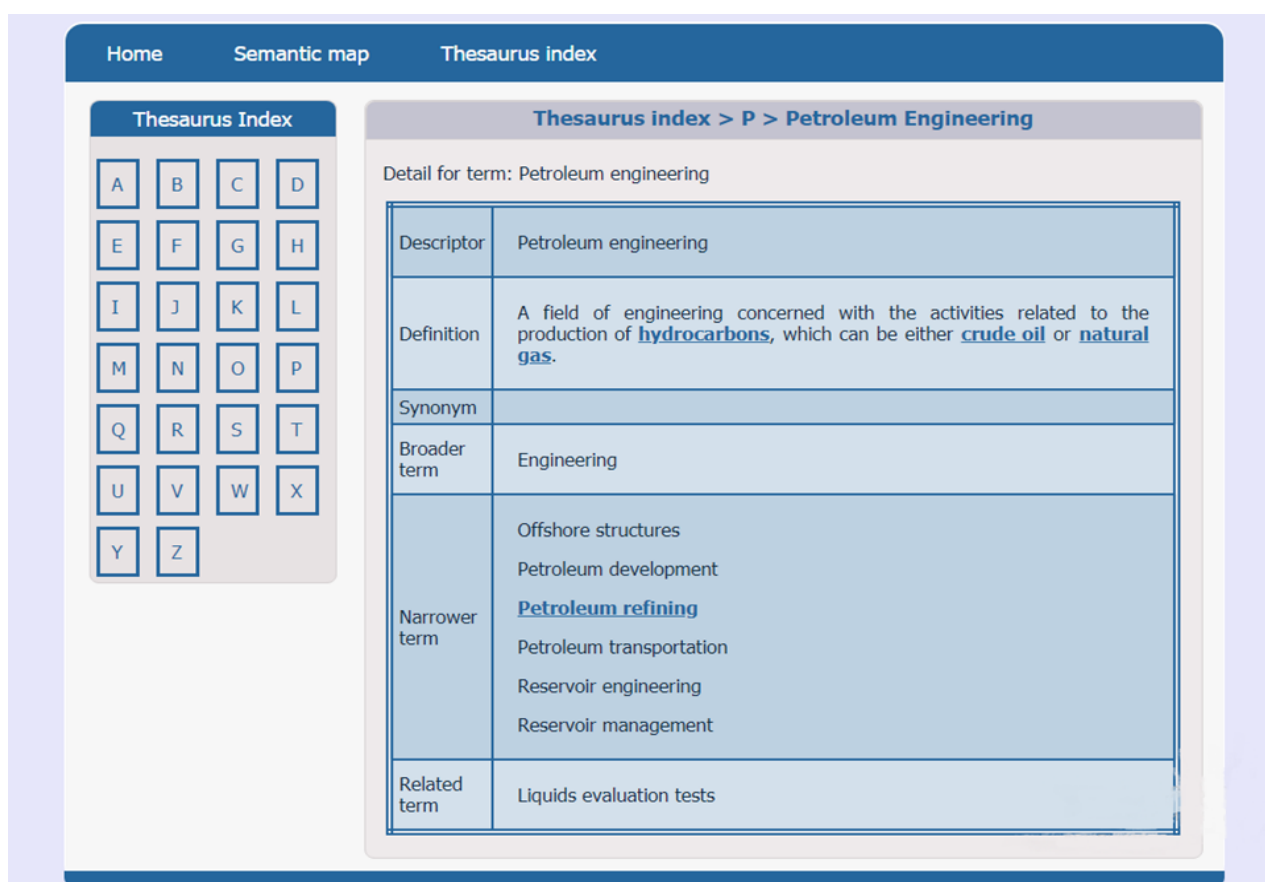 Home Semantic map Thesaurus index
Thesaurus Index
A B C D
E F G H
I J K L
M N O P
Q R S T
U V W X
Y Z
Thesaurus index > P > Petroleum Engineering
Detail for term: Petroleum engineering
Descriptor Petroleum engineering
Definition A field of engineering concerned with the activities related to the
production of hydrocarbons, which can be either crude oil or natural
gas.
Synonym
Broader
term
Engineering
Narrower
term
Offshore structures
Petroleum development
Petroleum refining
Petroleum transportation
Reservoir engineering
Reservoir management
Related
term
Liquids evaluation tests